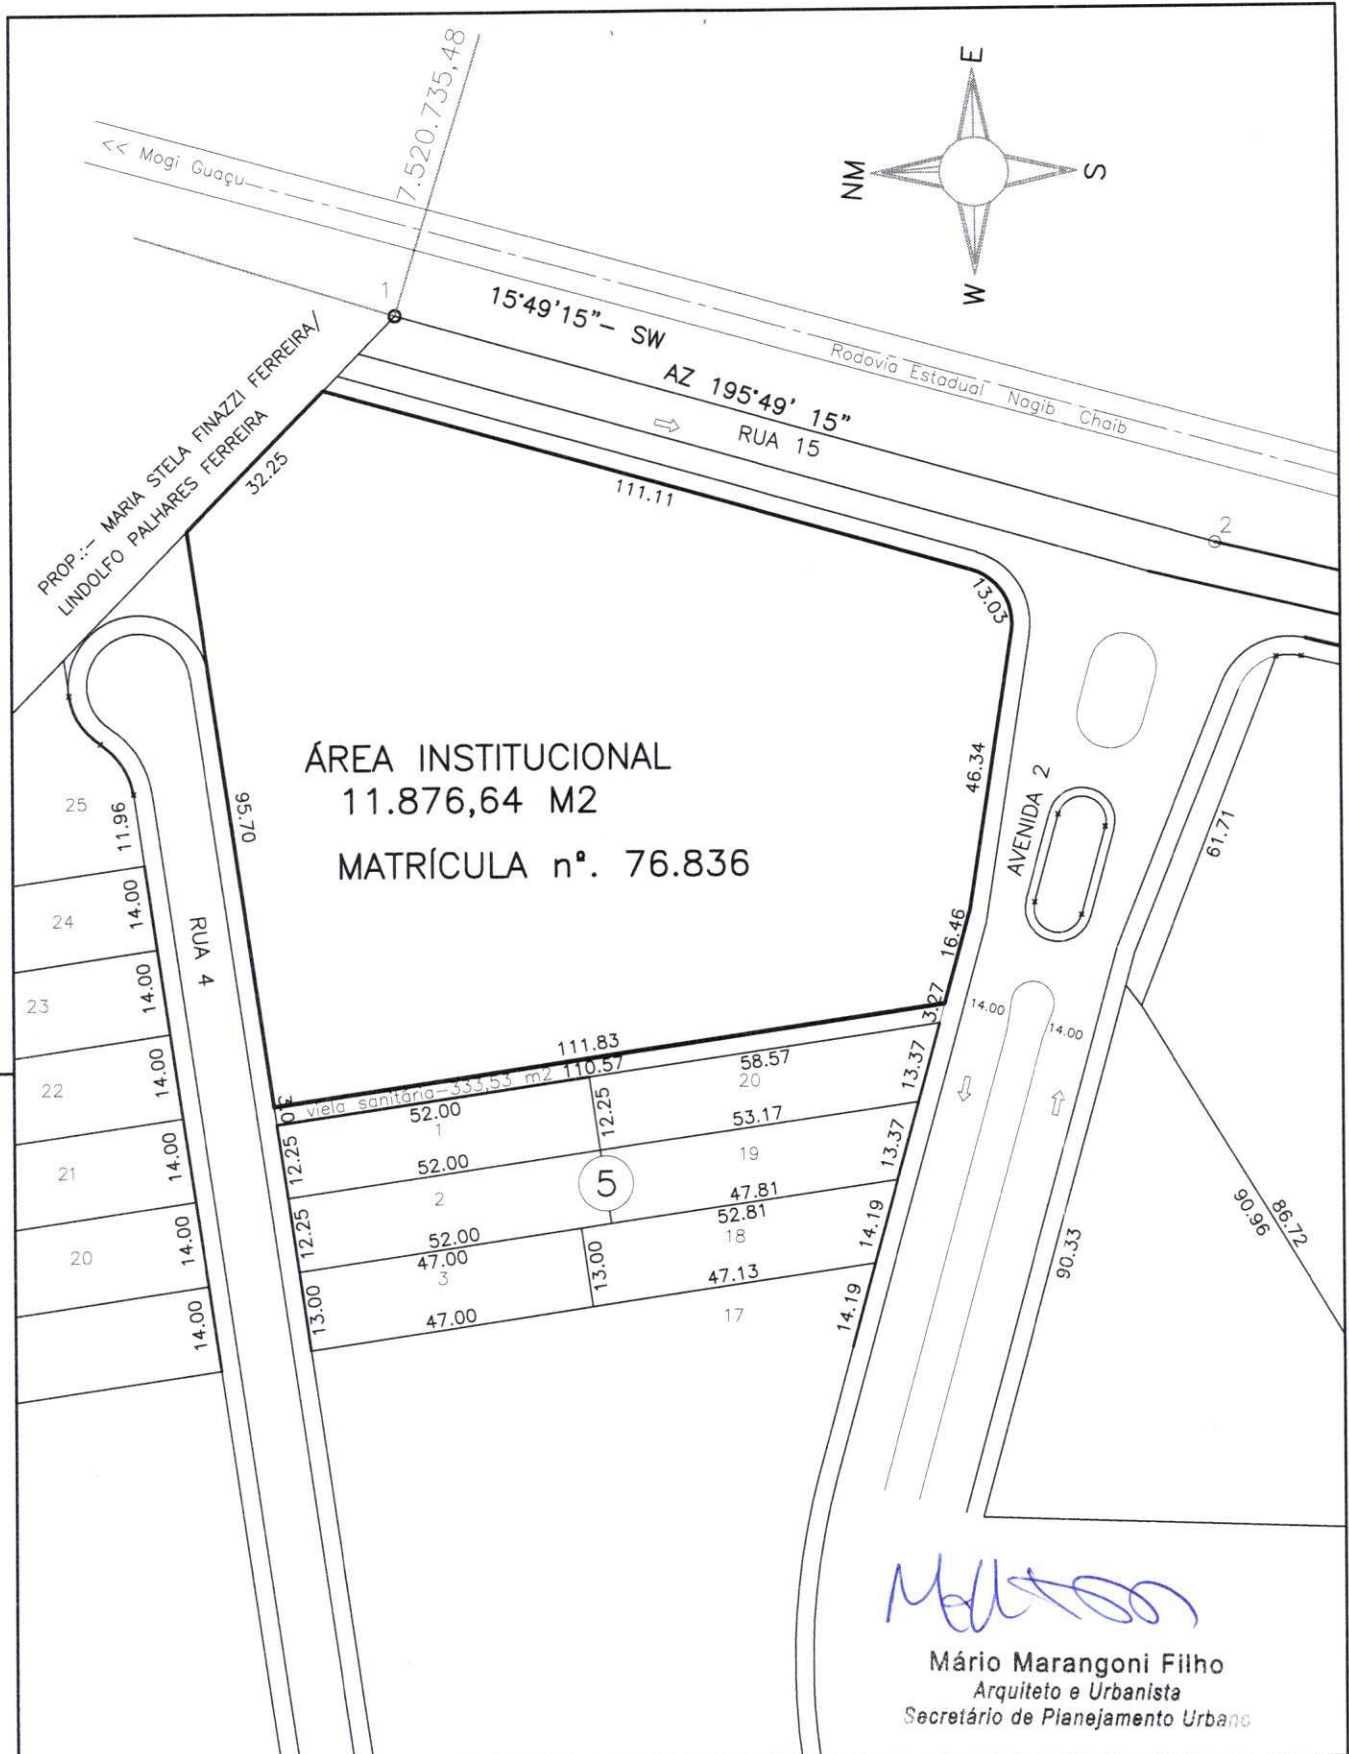 7.520.735,48
<< Mogi Guaçu
E
NM
S
W
1
15°49'15"- SW
AZ 195°49' 15"
RUA 15
Rodovia Estadual Nagib Chaib
2
PROP.:- MARIA STELA FINAZZI FERREIRA/
LINDOLFO PALHARES FERREIRA
32.25
111.11
13.03
46.34
ÁREA INSTITUCIONAL
11.876,64 M2
MATRÍCULA nº. 76.836
95.70
AVENIDA 2
61.71
16.46
3.27
14.00
14.00
25
11.96
24
14.00
RUA 4
23
14.00
22
14.00
21
14.00
20
14.00
14.00
111.83
viela sanitária-333,53 m2
110.57
58.57
3.0
52.00
1
20
12.25
12.25
13.37
53.17
52.00
19
13.37
2
5
47.81
12.25
52.81
52.00
47.00
18
14.19
3
13.00
13.00
47.13
47.00
17
14.19
90.33
86.72
90.96
Mário Marangoni Filho
Arquiteto e Urbanista
Secretário de Planejamento Urbano